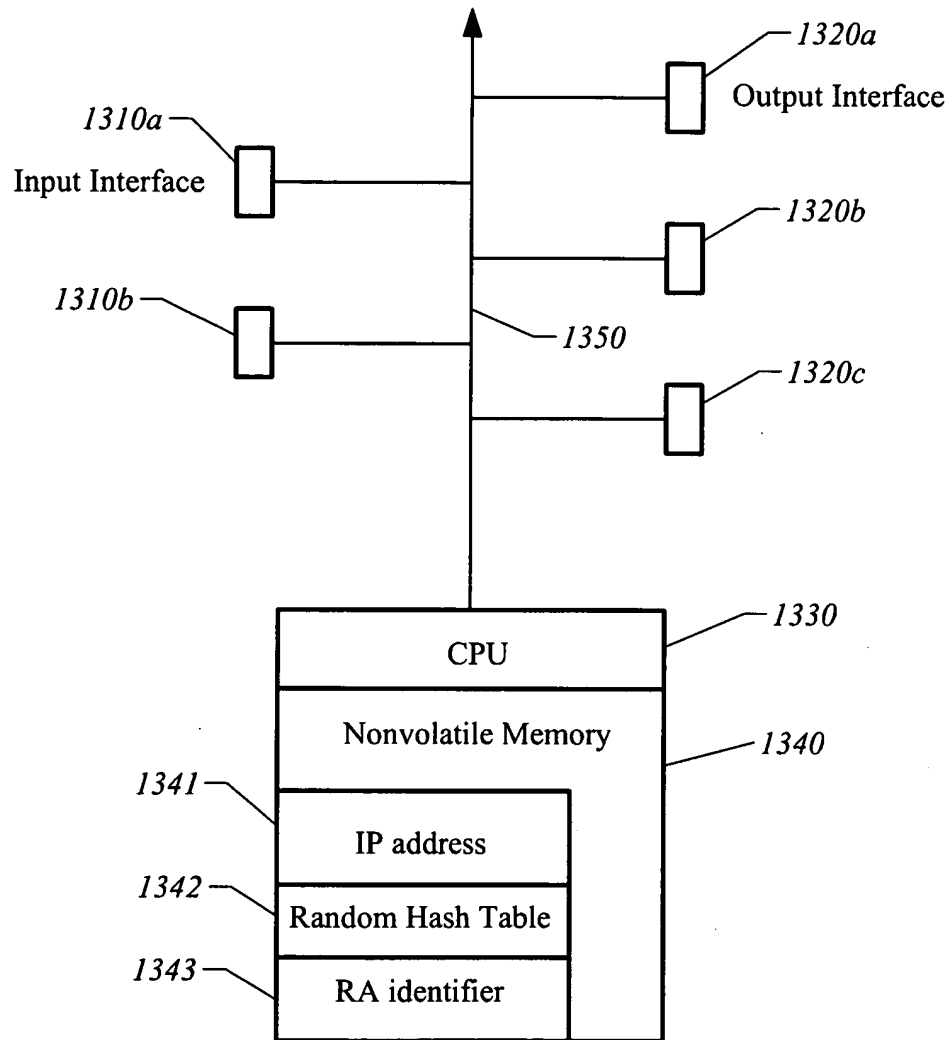 1320a
Output Interface
1310a
Input Interface
1320b
1310b
1350
1320c
1330
CPU
Nonvolatile Memory
1340
1341
IP address
1342
Random Hash Table
1343
RA identifier